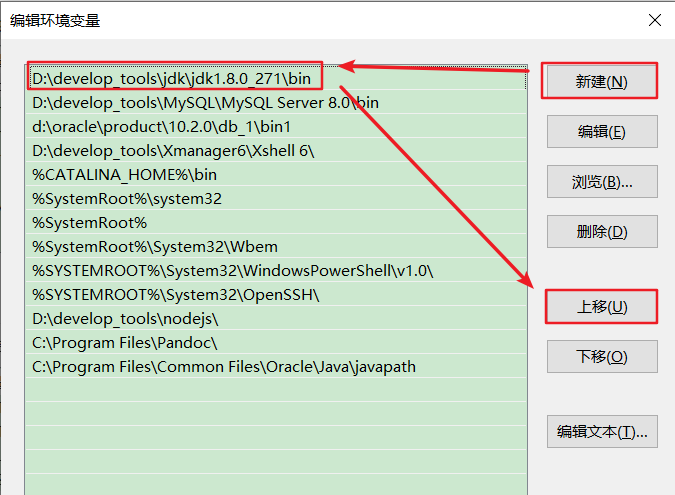 编辑环境变量
D:\develop_tools\jdk\jdk1.8.0_271\bin
D:\develop_tools\MySQL\MySQL Server 8.0\bin
d:\oracle\product\10.2.0\db_1\bin1
D:\develop_tools\Xmanager6\Xshell 6\
%CATALINA_HOME%\bin
%SystemRoot%\system32
%SystemRoot%
%SystemRoot%\System32\Wbem
%SYSTEMROOT%\System32\WindowsPowerShell\v1.0\
%SYSTEMROOT%\System32\OpenSSH\
D:\develop_tools\nodejs\
C:\Program Files\Pandoc\
C:\Program Files\Common Files\Oracle\Java\javapath
新建(N)
编辑(E)
浏览(B)...
删除(D)
上移(U)
下移(O)
编辑文本(T)...